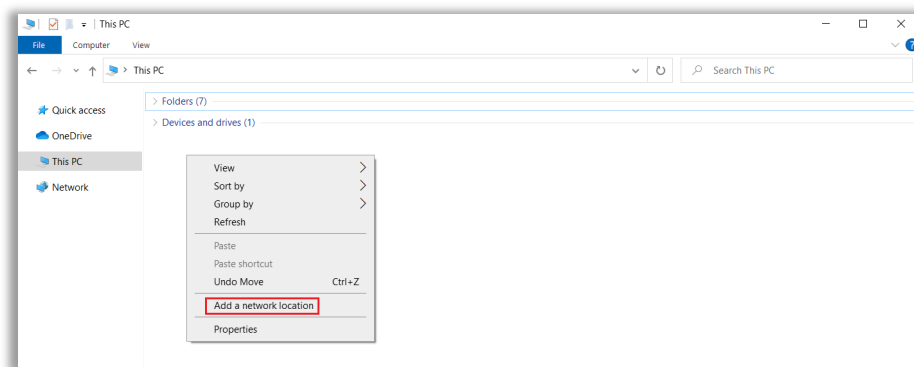 This PC
File Computer View
This PC Search This PC
Quick access
OneDrive
This PC
Network
Folders (7)
Devices and drives (1)
View
Sort by
Group by
Refresh
Paste
Paste shortcut
Undo Move Ctrl+Z
Add a network location
Properties